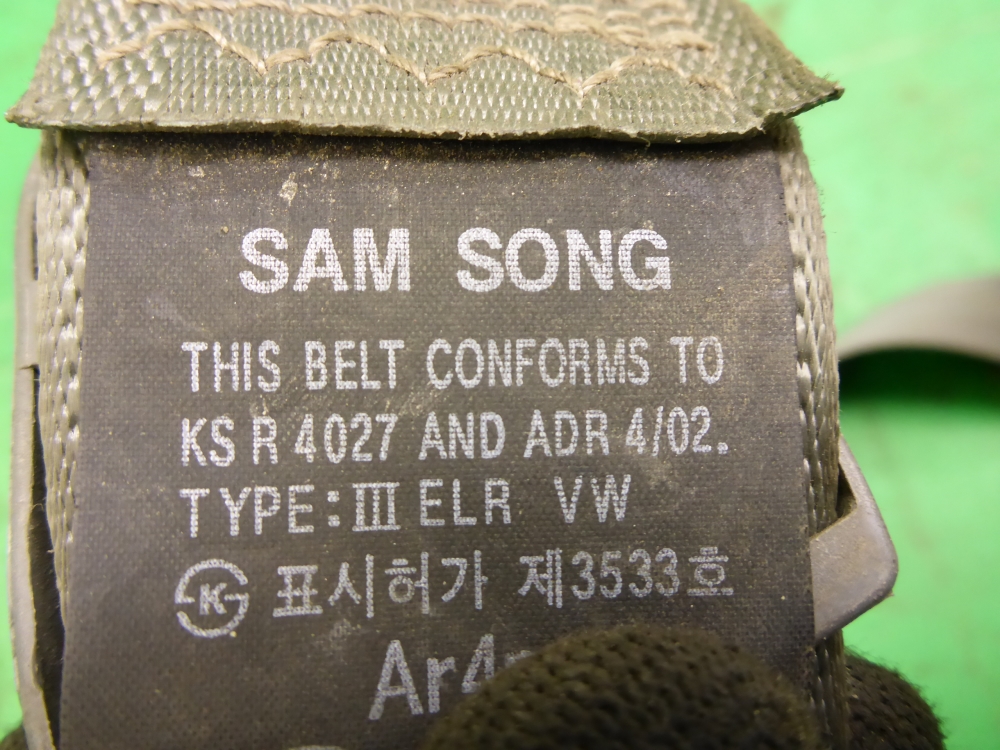 SAM SONG
THIS BELT CONFORMS TO
KS R 4027 AND ADR 4/02.
TYPE:Ⅲ ELR VW
K 표시허가 제3533호